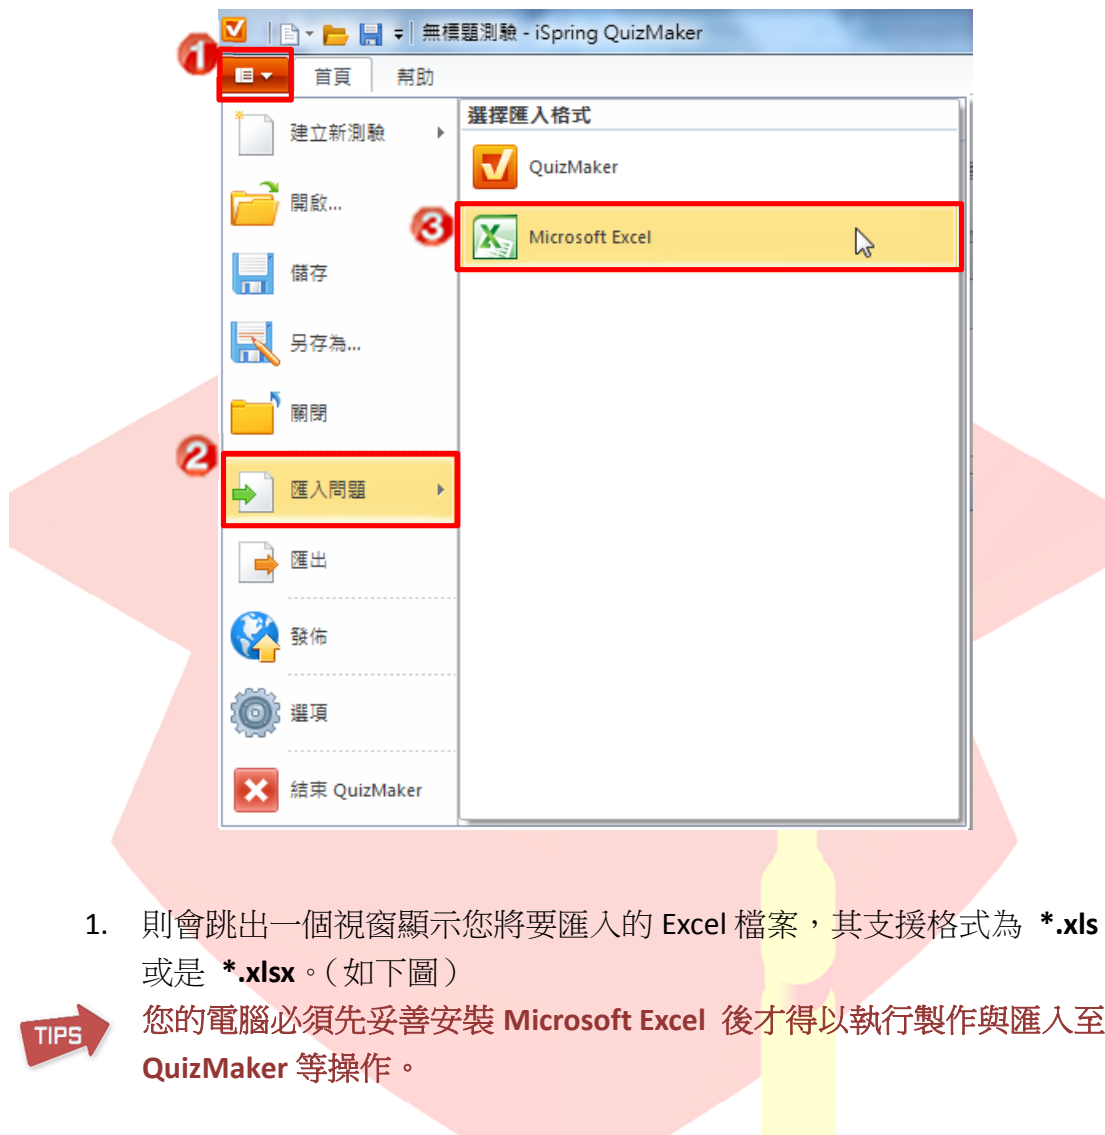 無標題測驗 - iSpring QuizMaker
1
首頁 幫助
建立新測驗
開啟...
儲存
另存為...
關閉
2
匯入問題
匯出
發佈
選項
結束 QuizMaker
選擇匯入格式
QuizMaker
3
Microsoft Excel
1. 則會跳出一個視窗顯示您將要匯入的 Excel 檔案，其支援格式為 *.xls
或是 *.xlsx。（如下圖）
TIPS
您的電腦必須先妥善安裝 Microsoft Excel 後才得以執行製作與匯入至
QuizMaker 等操作。